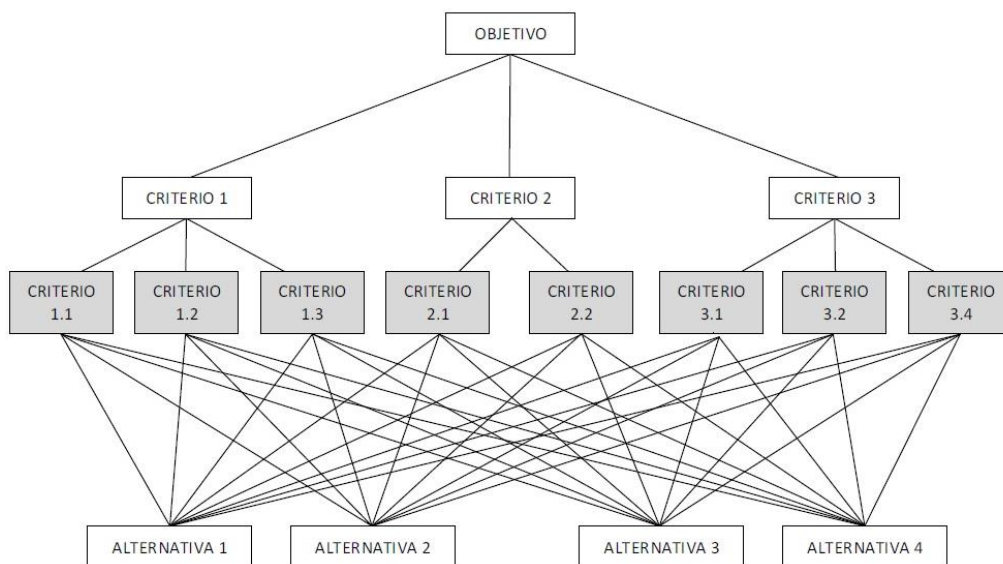 OBJETIVO
CRITERIO 1
CRITERIO 2
CRITERIO 3
CRITERIO
1.1
CRITERIO
1.2
CRITERIO
1.3
CRITERIO
2.1
CRITERIO
2.2
CRITERIO
3.1
CRITERIO
3.2
CRITERIO
3.4
ALTERNATIVA 1
ALTERNATIVA 2
ALTERNATIVA 3
ALTERNATIVA 4